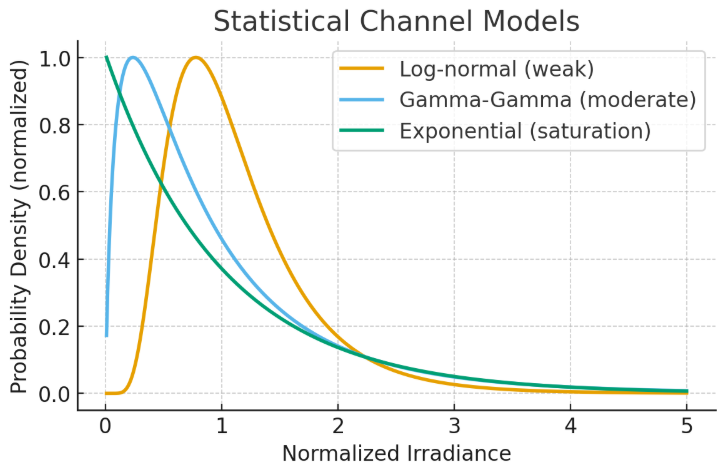 Statistical Channel Models
Log-normal (weak)
Gamma-Gamma (moderate)
Exponential (saturation)
Probability Density (normalized)
1.0
0.8
0.6
0.4
0.2
0.0
0 1 2 3 4 5
Normalized Irradiance